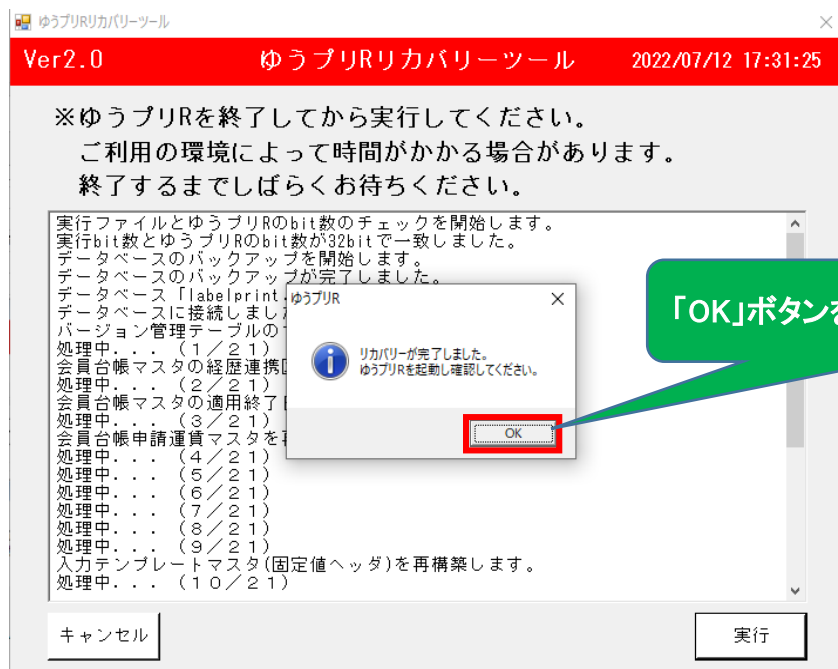 ゆうプリRリカバリーツール
Ver2.0 ゆうプリRリカバリーツール 2022/07/12 17:31:25
※ゆうプリRを終了してから実行してください。
ご利用の環境によって時間がかかる場合があります。
終了するまでしばらくお待ちください。
実行ファイルとゆうプリRのbit数のチェックを開始します。
実行bit数とゆうプリRのbit数が32bitで一致しました。
データベースのバックアップを開始します。
データベースのバックアップが完了しました。
データベース「labelprint
データベースに接続しまし
バージョン管理テーブルの
処理中...（1／21）
会員台帳マスタの経歴連携
処理中...（2／21）
会員台帳マスタの適用終了
処理中...（3／21）
会員台帳申請運賃マスタを
処理中...（4／21）
処理中...（5／21）
処理中...（6／21）
処理中...（7／21）
処理中...（8／21）
処理中...（9／21）
入力テンプレートマスタ(固定値ヘッダ)を再構築します。
処理中...（10／21）
ゆうプリR
リカバリーが完了しました。
ゆうプリRを起動し確認してください。
OK
「OK」ボタンを
キャンセル
実行